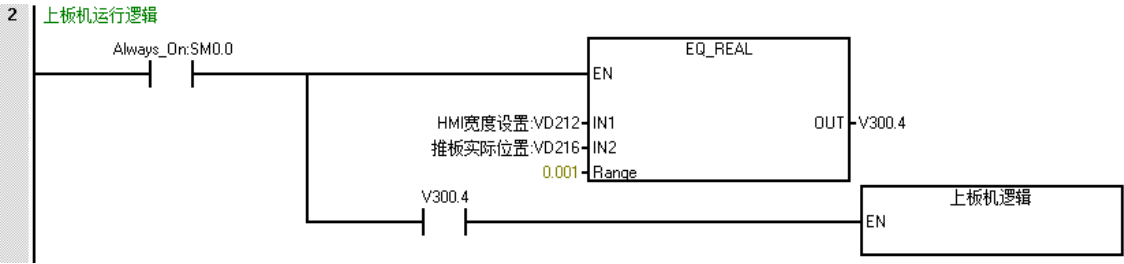 2
上板机运行逻辑
Always_On:SM0.0
EQ_REAL
EN
HMI宽度设置:VD212
IN1
OUT
V300.4
推板实际位置:VD216
IN2
0.001
Range
V300.4
上板机逻辑
EN